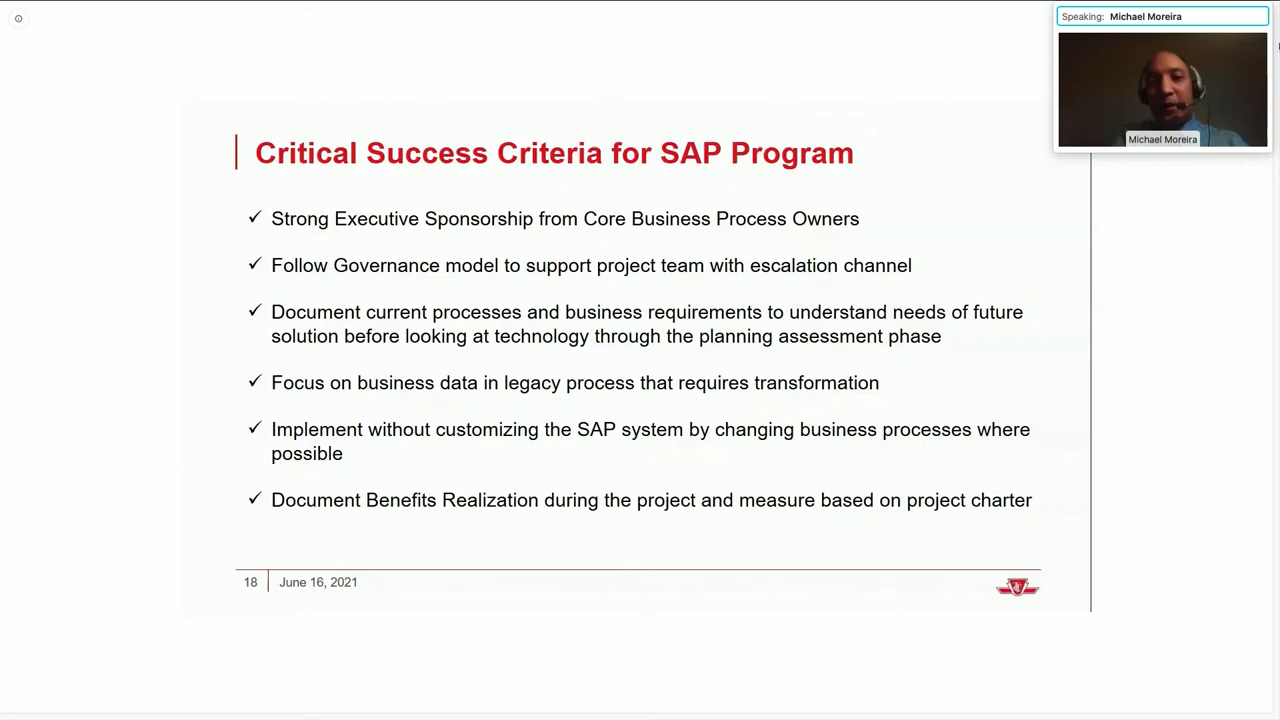 Speaking: Michael Moreira
Michael Moreira
Critical Success Criteria for SAP Program
✓ Strong Executive Sponsorship from Core Business Process Owners
✓ Follow Governance model to support project team with escalation channel
✓ Document current processes and business requirements to understand needs of future
solution before looking at technology through the planning assessment phase
✓ Focus on business data in legacy process that requires transformation
✓ Implement without customizing the SAP system by changing business processes where
possible
✓ Document Benefits Realization during the project and measure based on project charter
18 June 16, 2021